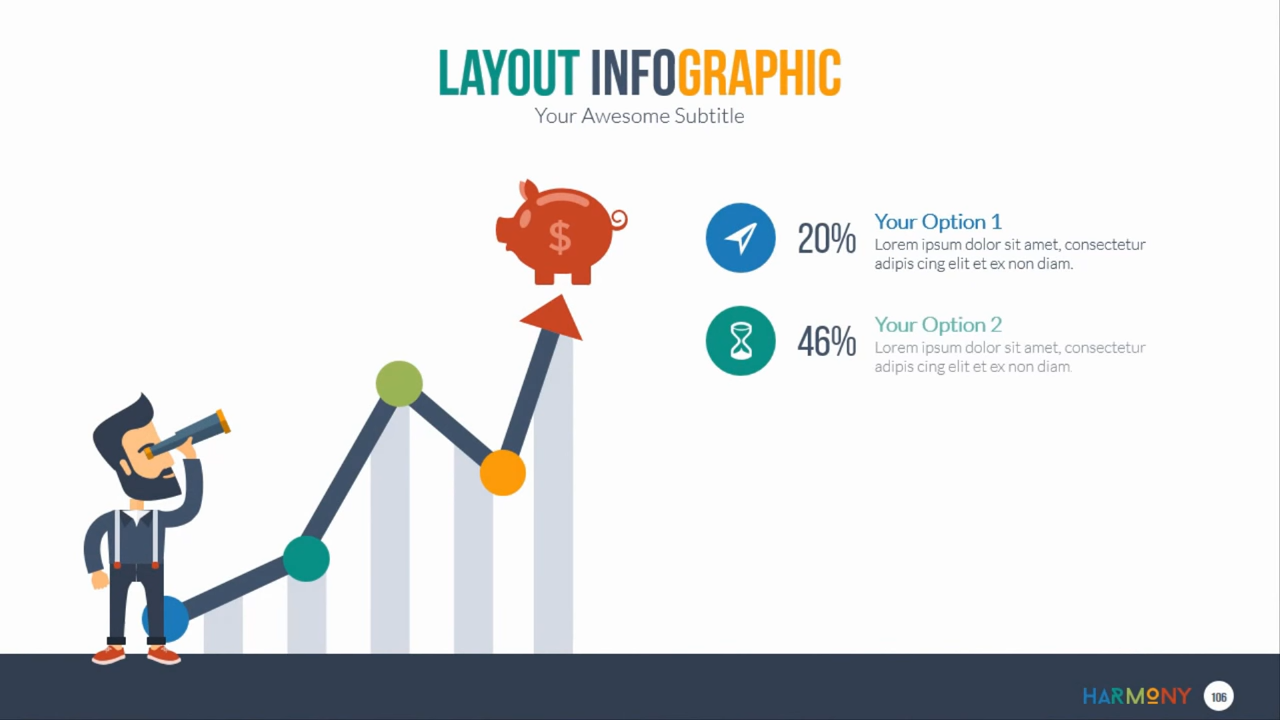 LAYOUT INFOGRAPHIC
Your Awesome Subtitle
$
20%
Your Option 1
Lorem ipsum dolor sit amet, consectetur
adipis cing elit et ex non diam.
46%
Your Option 2
Lorem ipsum dolor sit amet, consectetur
adipis cing elit et ex non diam.
HARMONY
106